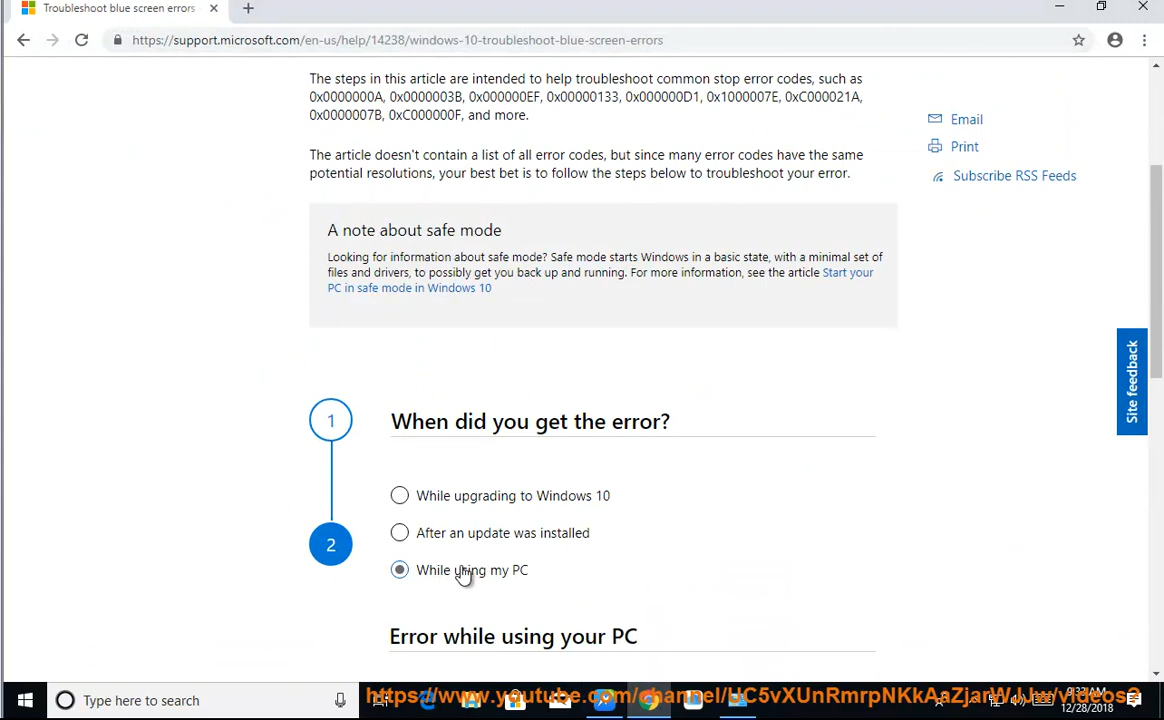 Troubleshoot blue screen errors
https://support.microsoft.com/en-us/help/14238/windows-10-troubleshoot-blue-screen-errors
The steps in this article are intended to help troubleshoot common stop error codes, such as
0x0000000A, 0x0000003B, 0x000000EF, 0x00000133, 0x000000D1, 0x1000007E, 0xC000021A,
0x0000007B, 0xC000000F, and more.
Email
Print
The article doesn't contain a list of all error codes, but since many error codes have the same
potential resolutions, your best bet is to follow the steps below to troubleshoot your error.
Subscribe RSS Feeds
A note about safe mode
Looking for information about safe mode? Safe mode starts Windows in a basic state, with a minimal set of
files and drivers, to possibly get you back up and running. For more information, see the article Start your
PC in safe mode in Windows 10
Site feedback
1
When did you get the error?
While upgrading to Windows 10
After an update was installed
2
While using my PC
Error while using your PC
Type here to search
9:33 AM
12/28/2018